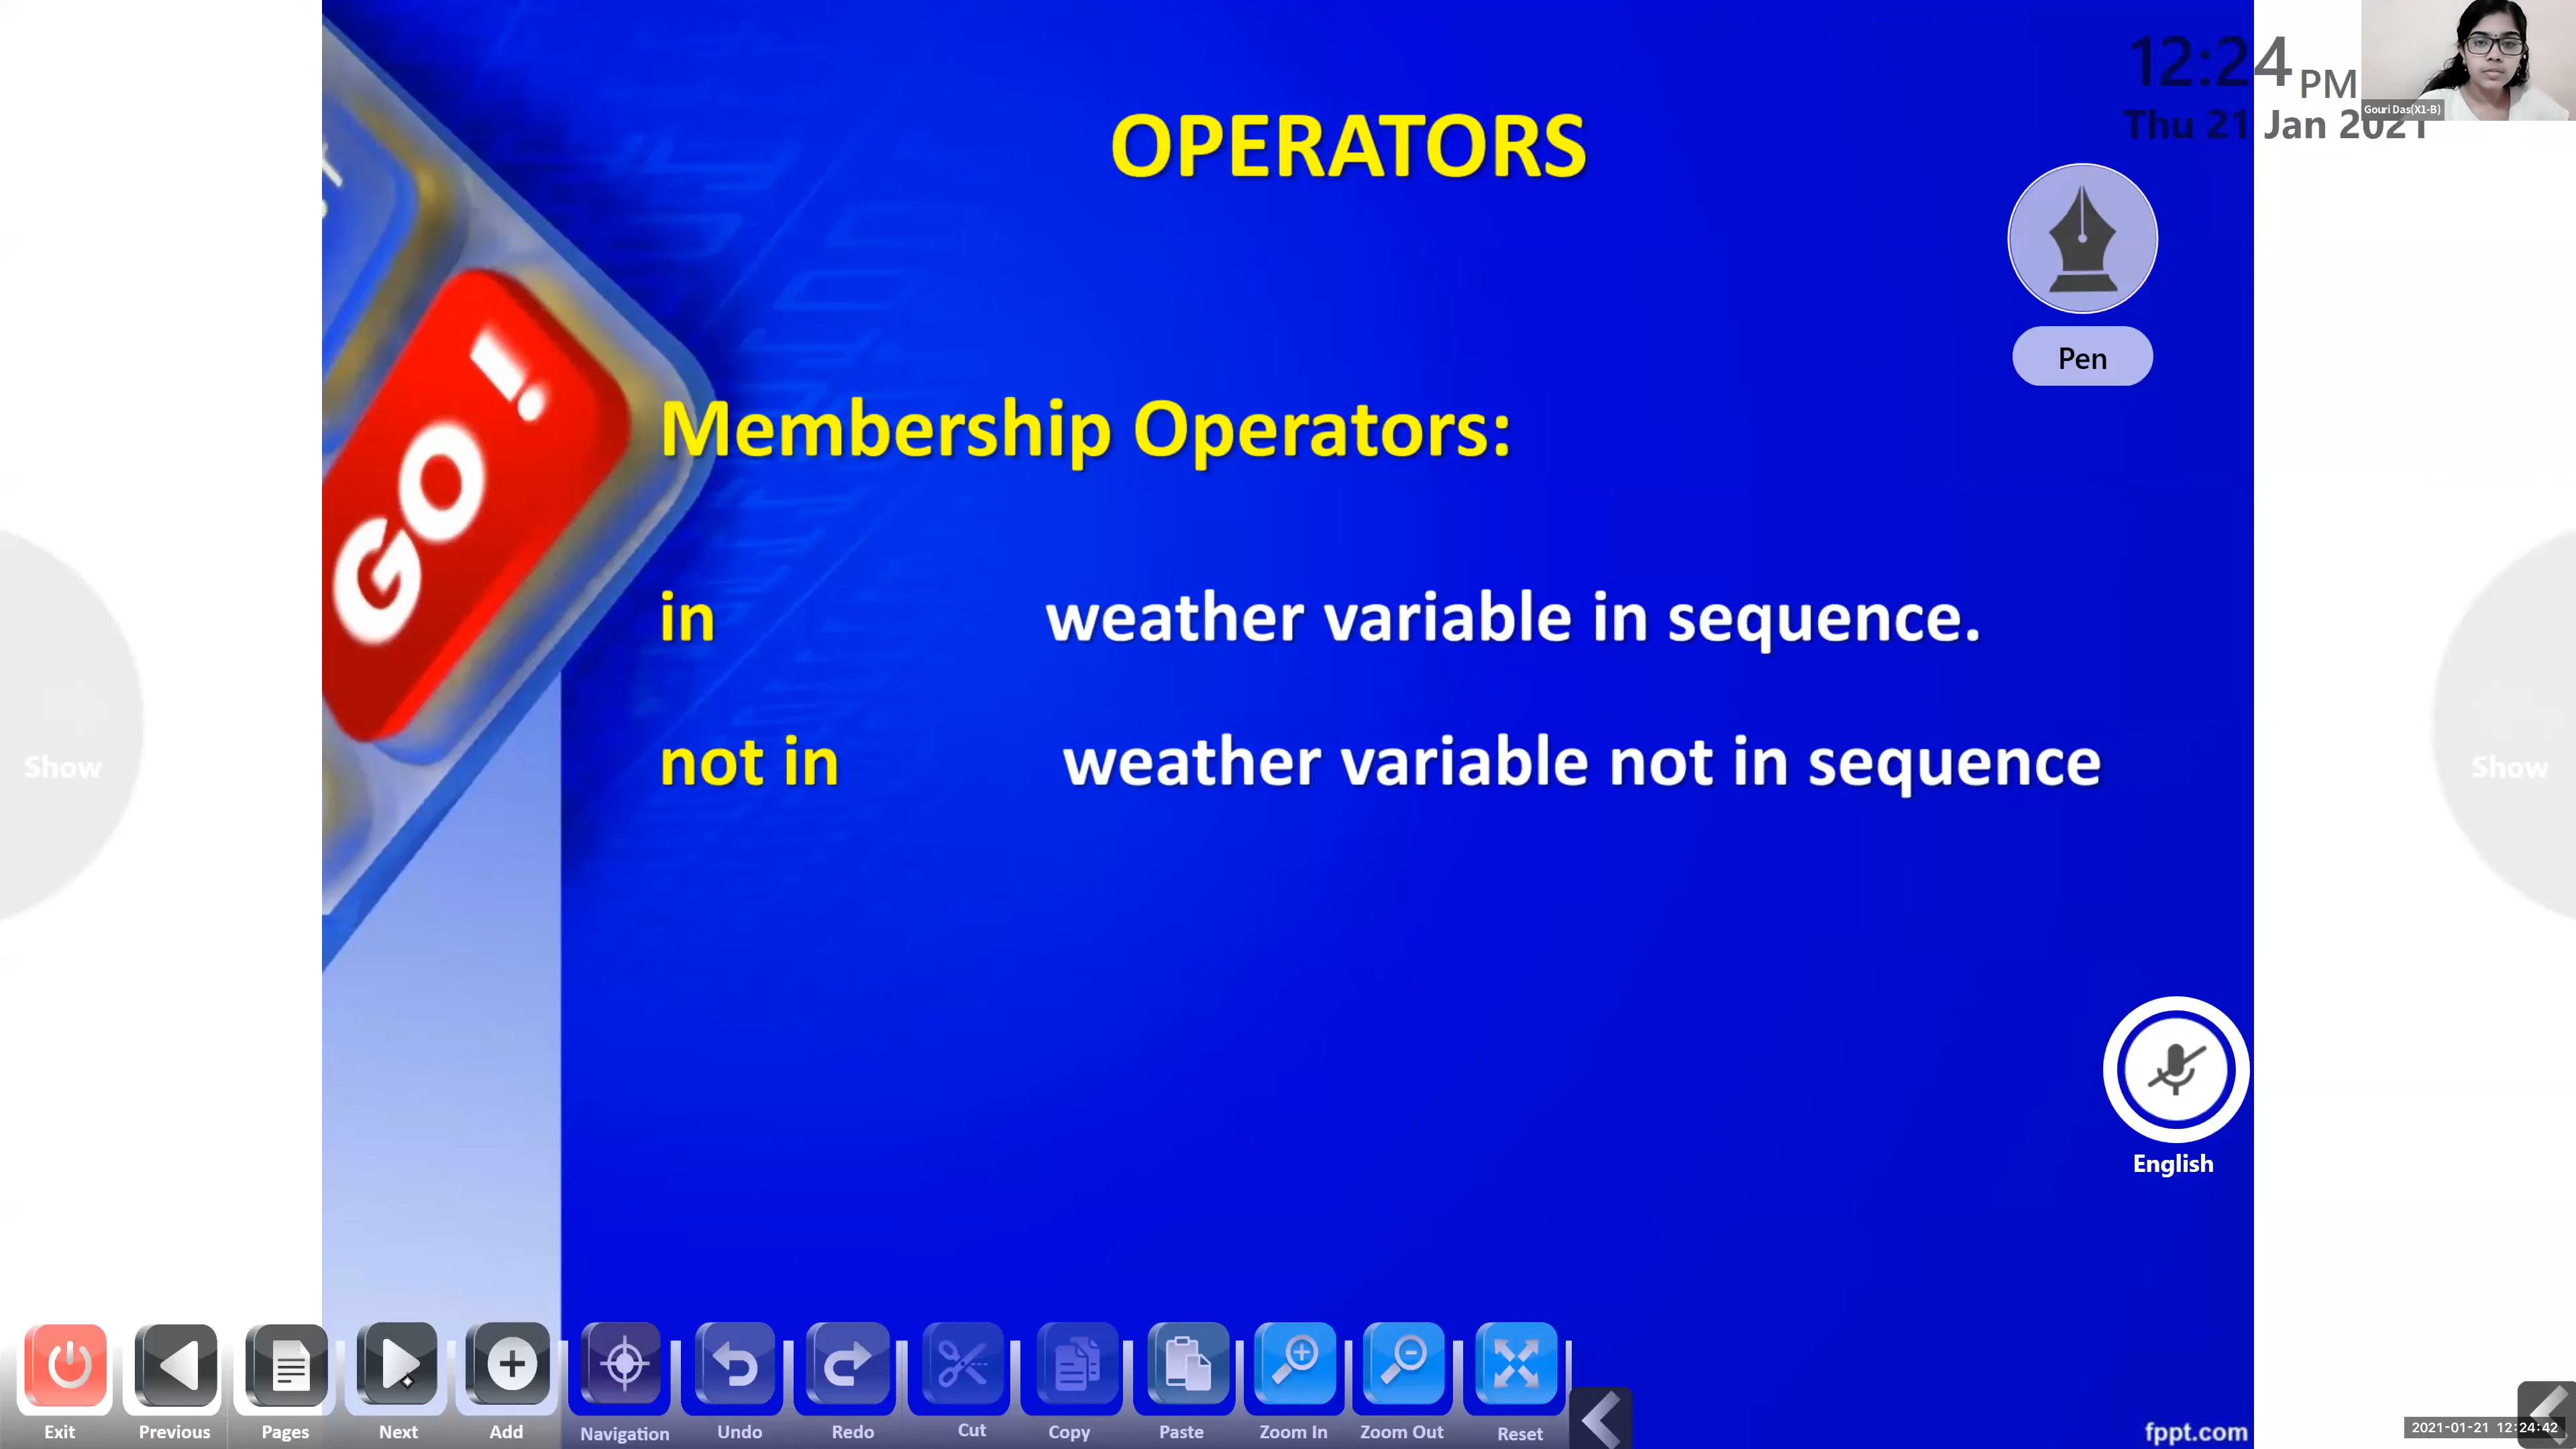 12:24 PM
Thu 21 Jan 2021
Gouri Das(X1-B)
OPERATORS
Pen
GO!
Membership Operators:
in weather variable in sequence.
not in weather variable not in sequence
Show
Show
English
Exit Previous Pages Next Add Navigation Undo Redo Cut Copy Paste Zoom In Zoom Out Reset
fppt.com
2021-01-21 12:24:42